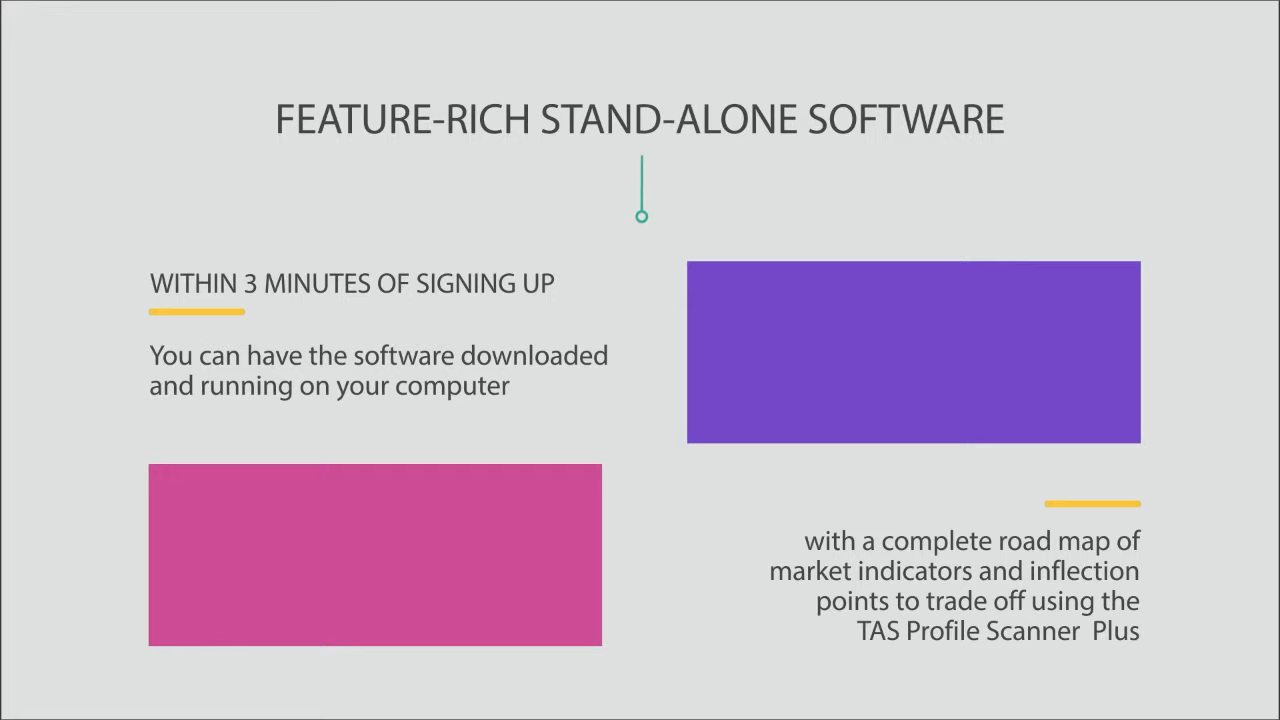 FEATURE-RICH STAND-ALONE SOFTWARE
WITHIN 3 MINUTES OF SIGNING UP
You can have the software downloaded
and running on your computer
with a complete road map of
market indicators and inflection
points to trade off using the
TAS Profile Scanner  Plus